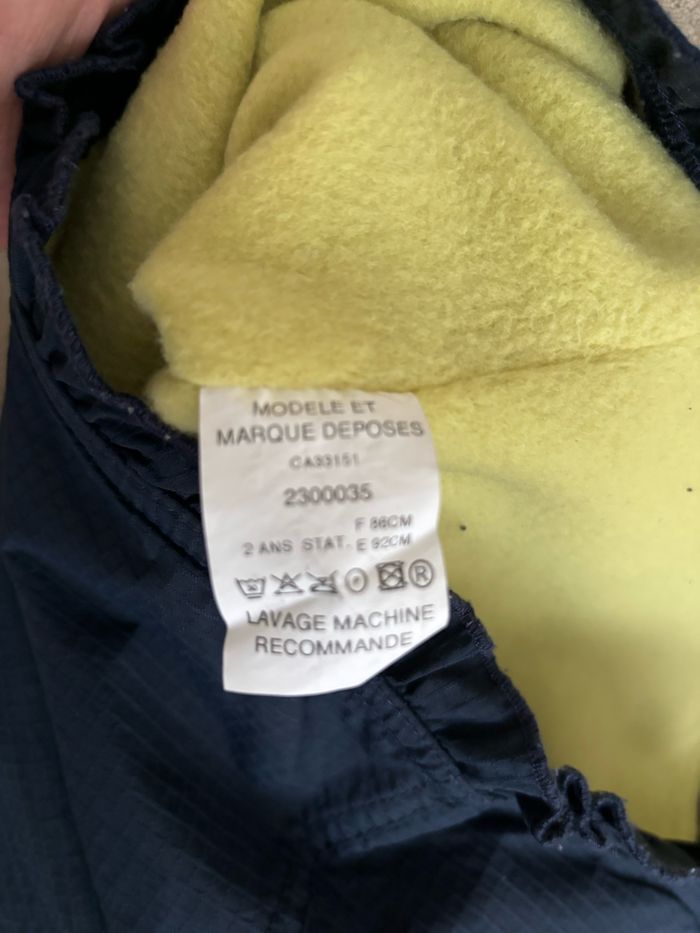 MODELE ET
MARQUE DEPOSES
CA33151
2300035
F 86CM
2 ANS STAT. E 92CM
LAVAGE MACHINE
RECOMMANDE